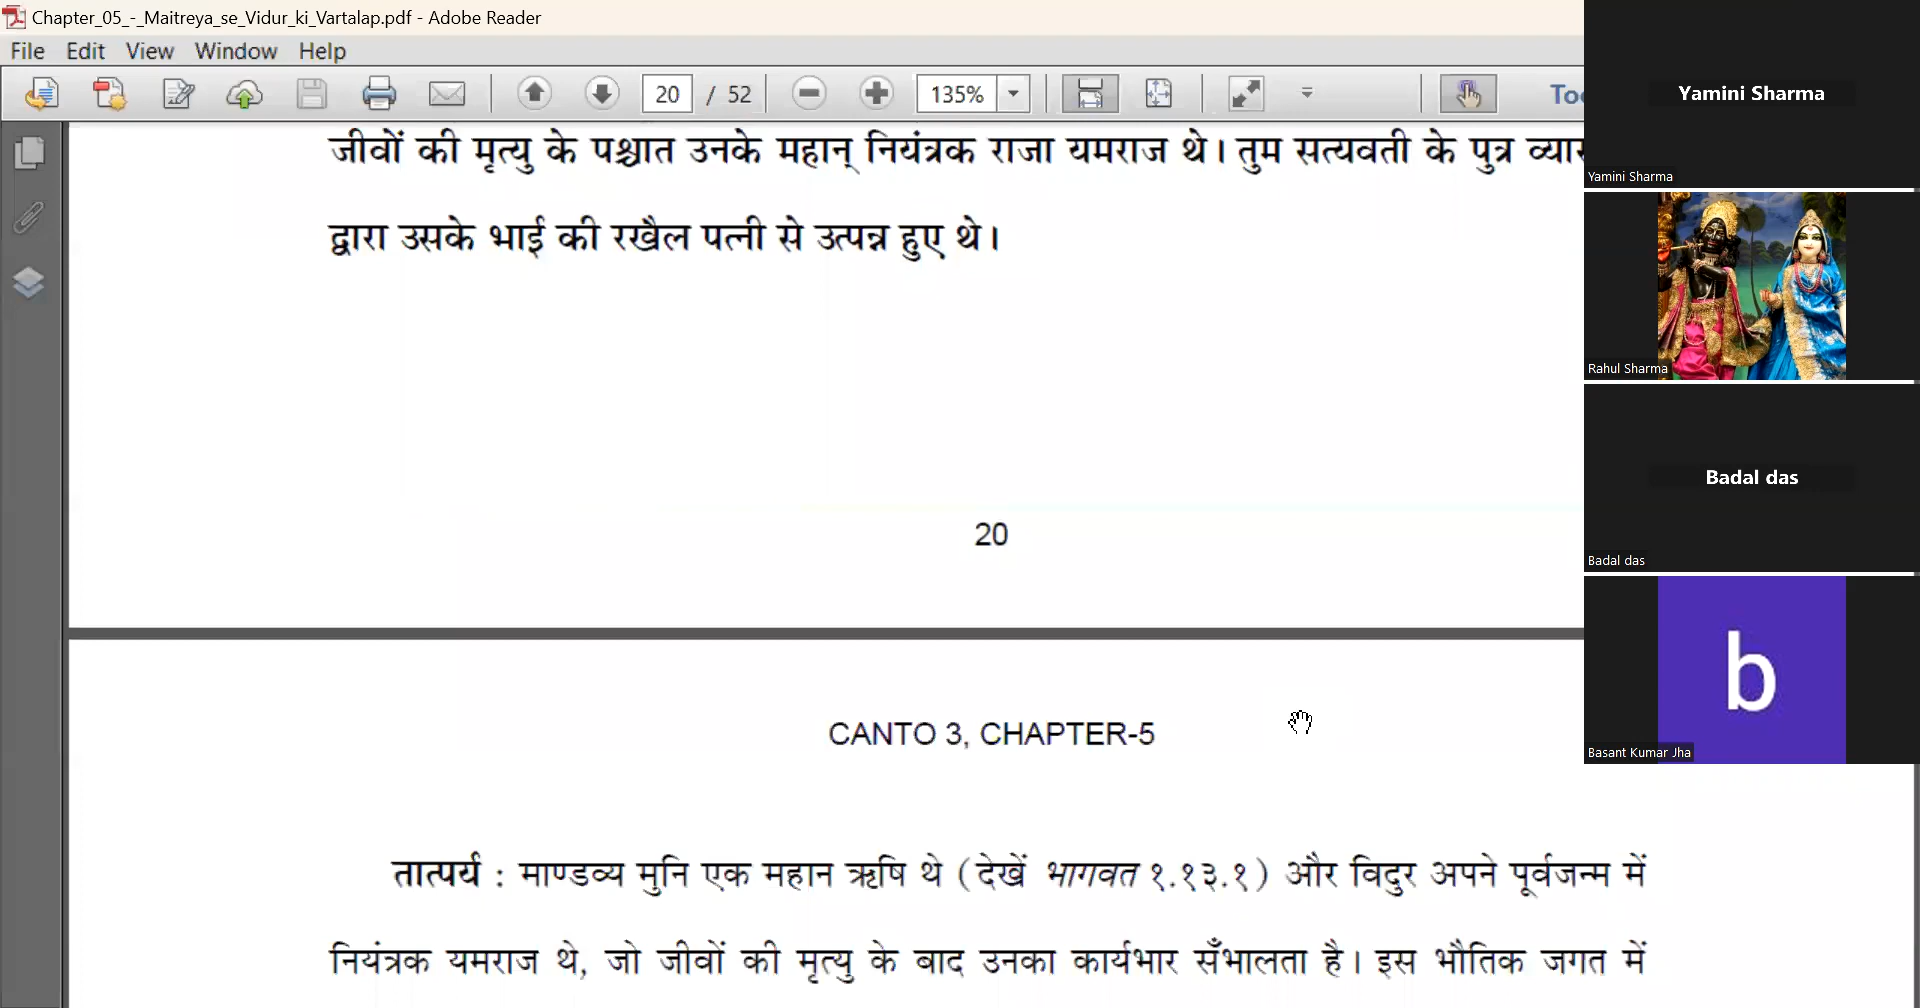 Chapter_05_-_Maitreya_se_Vidur_ki_Vartalap.pdf - Adobe Reader
File Edit View Window Help
20 / 52 135%
जीवों की मृत्यु के पश्चात उनके महान् नियंत्रक राजा यमराज थे। तुम सत्यवती के पुत्र
द्वारा उसके भाई की रखैल पत्नी से उत्पन्न हुए थे।
20
CANTO 3, CHAPTER-5
तात्पर्य : माण्डव्य मुनि एक महान ऋषि थे (देखें भागवत १.१३.१) और विदुर अपने पूर्वजन्म में
नियंत्रक यमराज थे, जो जीवों की मृत्यु के बाद उनका कार्यभार सँभालता है। इस भौतिक जगत में
Yamini Sharma
Yamini Sharma
Rahul Sharma
Badal das
Badal das
b
Basant Kumar Jha